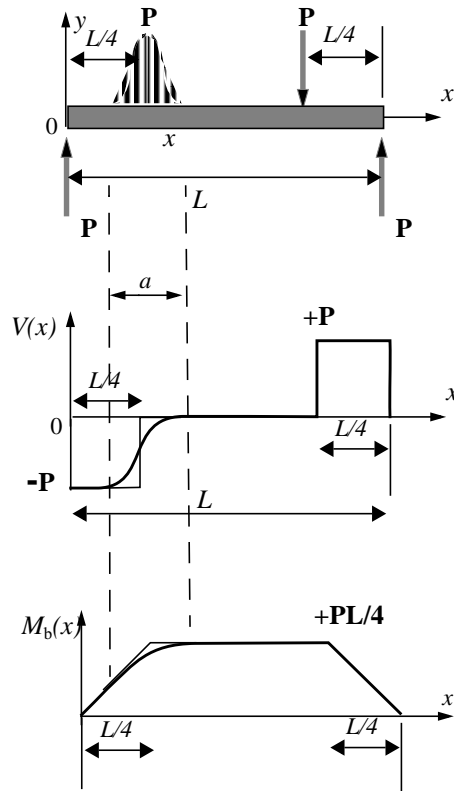 y P P
L/4 L/4
x
0 x
L
P P
a
V(x) +P
L/4 x
0 L/4
-P
L
M_b(x) +PL/4
x
L/4 L/4